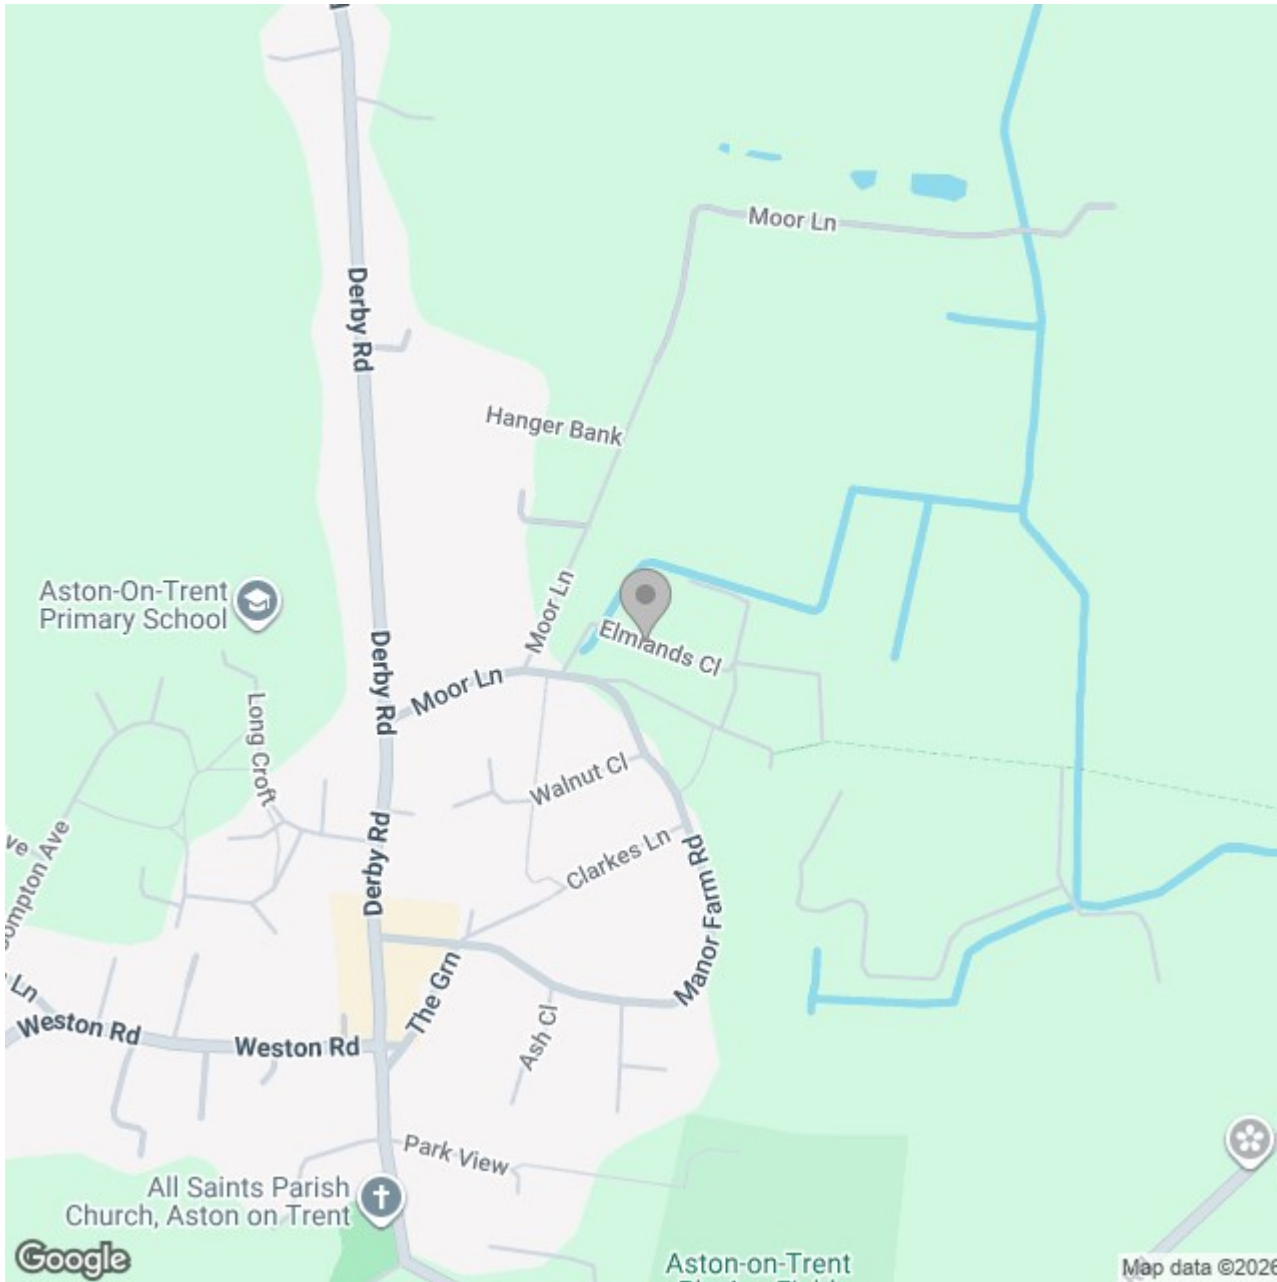 Moor Ln
Derby Rd
Hanger Bank
Aston-On-Trent
Primary School
Moor Ln
Elmlands Cl
Derby Rd
Moor Ln
Long Croft
Walnut Cl
Derby Rd
Clarkes Ln
Manor Farm Rd
The Grn
Ln
Weston Rd
Weston Rd
Ash Cl
Park View
All Saints Parish
Church, Aston on Trent
Aston-on-Trent
Google
Map data ©2026